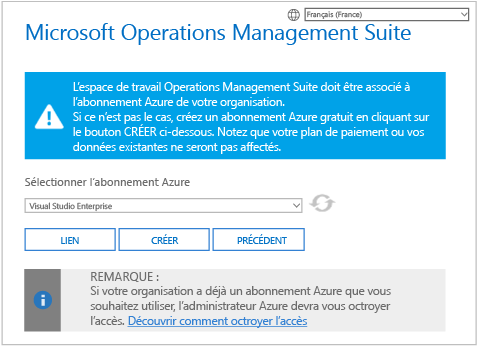 Français (France)
Microsoft Operations Management Suite
L'espace de travail Operations Management Suite doit être associé à
l'abonnement Azure de votre organisation.
Si ce n'est pas le cas, créez un abonnement Azure gratuit en cliquant sur
le bouton CRÉER ci-dessous. Notez que votre plan de paiement ou vos
données existantes ne seront pas affectés.
Sélectionner l'abonnement Azure
Visual Studio Enterprise
LIEN
CRÉER
PRÉCÉDENT
REMARQUE :
Si votre organisation a déjà un abonnement Azure que vous
souhaitez utiliser, l'administrateur Azure devra vous octroyer
l'accès. Découvrir comment octroyer l'accès